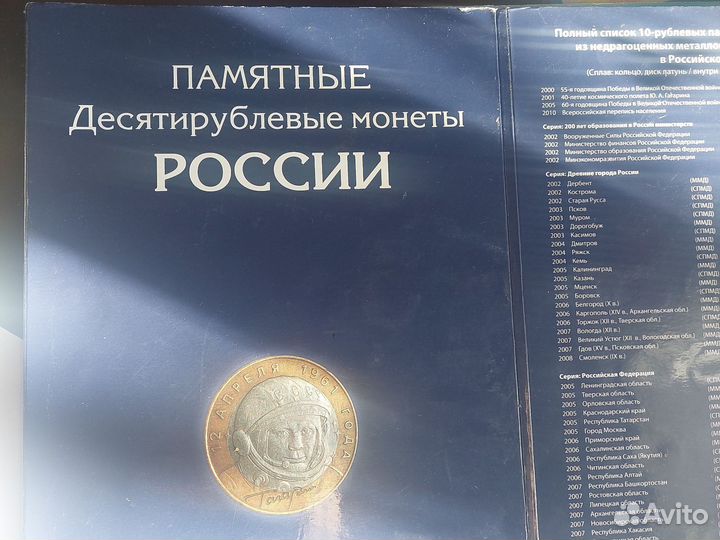 ПАМЯТНЫЕ
Десятирублевые монеты
РОССИИ
12 АПРЕЛЯ 1961 ГОДА
Гагарин
Полный список 10-рублевых
из недрагоценных
в Российско
(Сплав: кольцо, диск латунь / внутри
2000 55-я годовщина Победы в Великой Отечественной
2001 40-летие космического полета Ю. А. Гагарина
2005 60-я годовщина Победы в Великой Отечественной
2010 Всероссийская перепись населения
Серия: 200 лет образования в России министерств
2002 Вооруженные Силы Российской Федерации
2002 Министерство финансов Российской Федерации
2002 Министерство образования Российской Федерации
2002 Минэкономразвития Российской Федерации
Серия: Древние города России
2002 Дербент (ММД)
2002 Кострома (СПМД)
2002 Старая Русса (СПМД)
2003 Псков (СПМД)
2003 Муром (СПМД)
2003 Дорогобуж (ММД)
2003 Касимов (СПМД)
2004 Дмитров (ММД)
2004 Ряжск (ММД)
2004 Кемь (СПМД)
2005 Калининград (ММД)
2005 Казань (СПМД)
2005 Мценск (ММД)
2005 Боровск (СПМД)
2006 Белгород (X в.) (ММД)
2006 Каргополь (XIV в., Архангельская обл.) (ММД)
2006 Торжок (XII в., Тверская обл.)
2007 Вологда (XII в.)
2007 Великий Устюг (XII в., Вологодская обл.)
2007 Гдов (XV в., Псковская обл.)
2008 Смоленск (IX в.)
Серия: Российская Федерация
2005 Ленинградская область
2005 Тверская область
2005 Орловская область
2005 Краснодарский край
2005 Республика Татарстан
2005 Город Москва
2006 Приморский край
2006 Сахалинская область
2006 Республика Саха (Якутия)
2006 Читинская область
2006 Республика Алтай
2007 Республика Башкортостан
2007 Ростовская область
2007 Липецкая область
2007 Архангельская
2007 Новосибирская
2007 Республика Хакасия
Avito